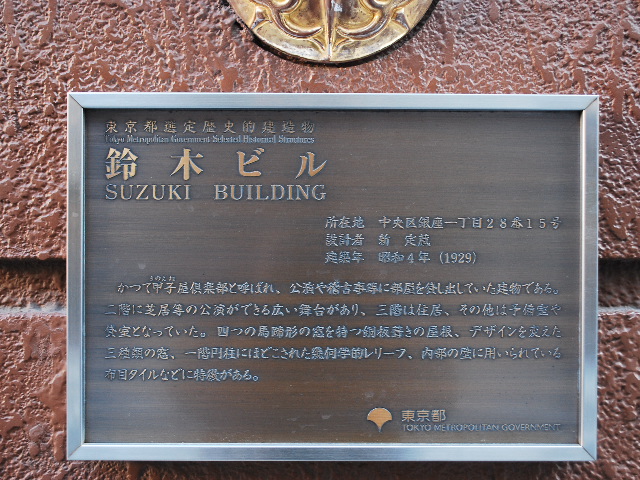 東京都選定歴史的建造物
Tokyo Metropolitan Government Selected Historical Structures
鈴木ビル
SUZUKI BUILDING
所在地 中央区銀座一丁目28番15号
設計者 新 定
建築年 昭和4年(1929)
きのえね
かつて甲子屋倶楽部と呼ばれ、公演や稽古事等に部屋を貸し出していた建物である。
二階に芝居等の公演ができる広い舞台があり、三階は住居、その他は予備室や
貸室となっていた。四つの馬蹄形の窓を持つ銅板葺きの屋根、デザインを変えた
三種類の窓、一階円柱にほどこされた幾何学的レリーフ、内部の壁に用いられている
布目タイルなどに特徴がある。
東京都
TOKYO METROPOLITAN GOVERNMENT